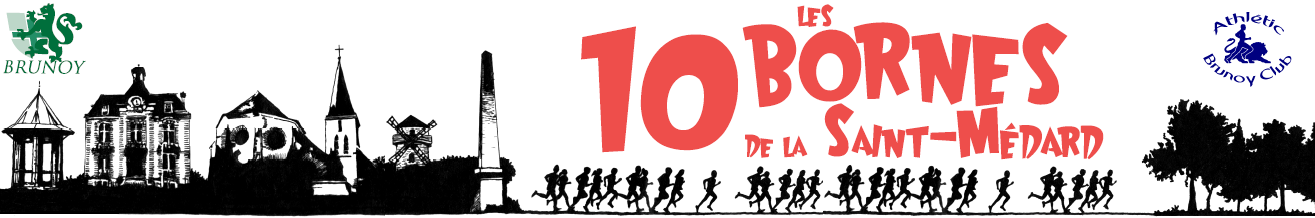 BRUNOY
LES
10 BORNES
DE LA SAINT-MÉDARD
Athlétic
Brunoy Club